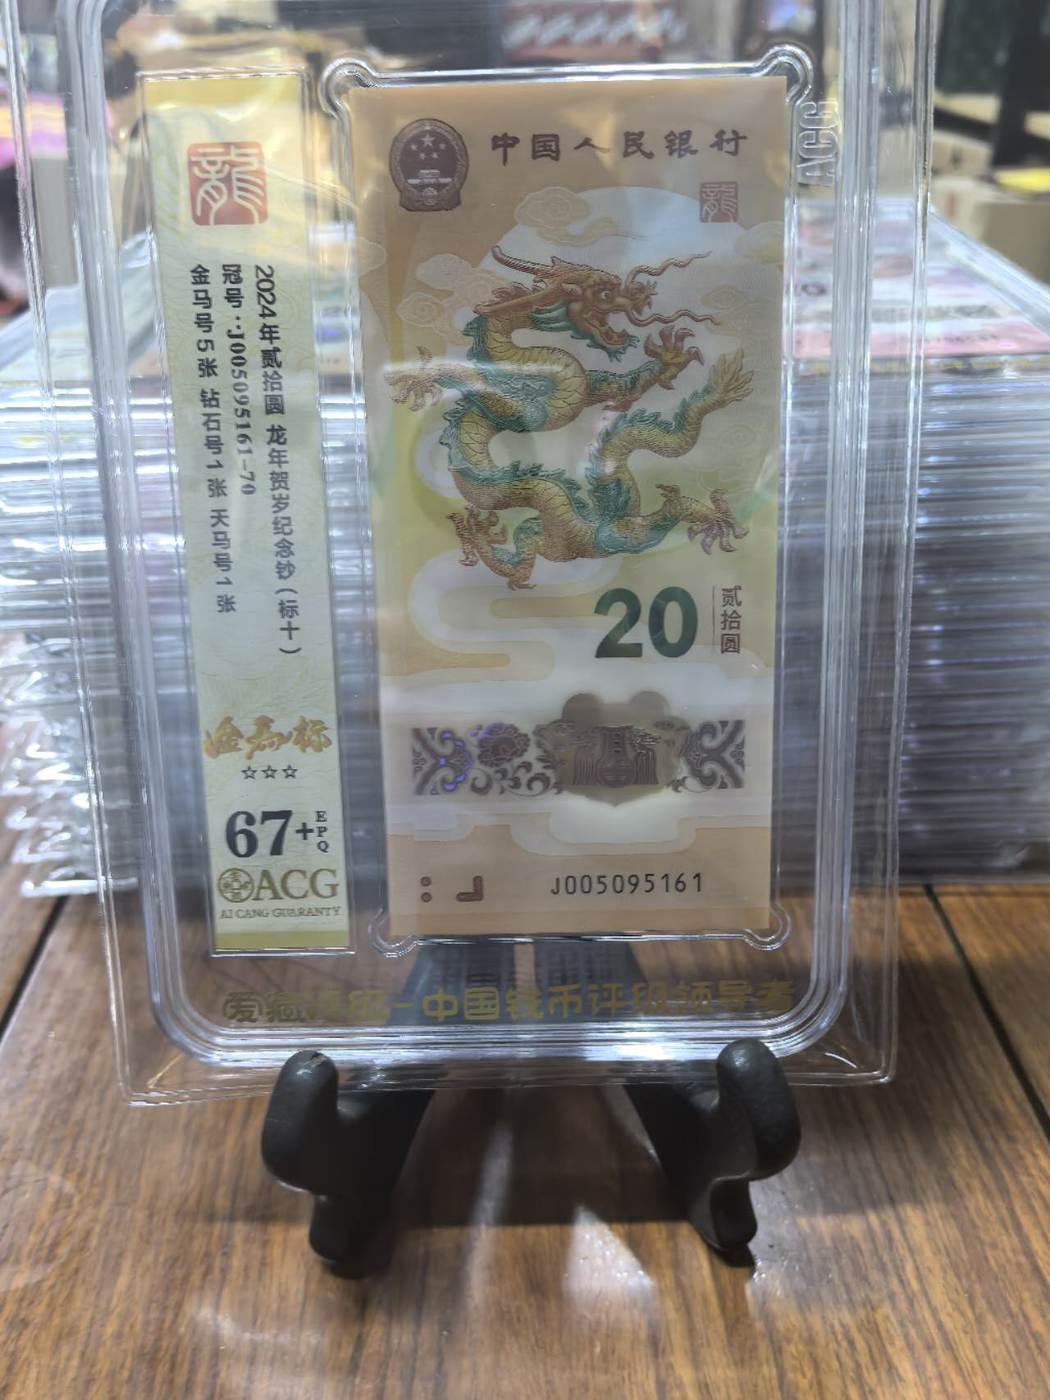 龍
2024年贰拾圆 龙年贺岁纪念钞(标十)
冠号:J005095161-70
金马号5张 钻石号1张 天马号1张
金马标
☆☆☆
67+
EPQ
ACG
AI CANG GUARANTY
中国人民银行
龍
20
贰拾圆
J005095161
ACG
爱藏评级-中国钱币评级领导者